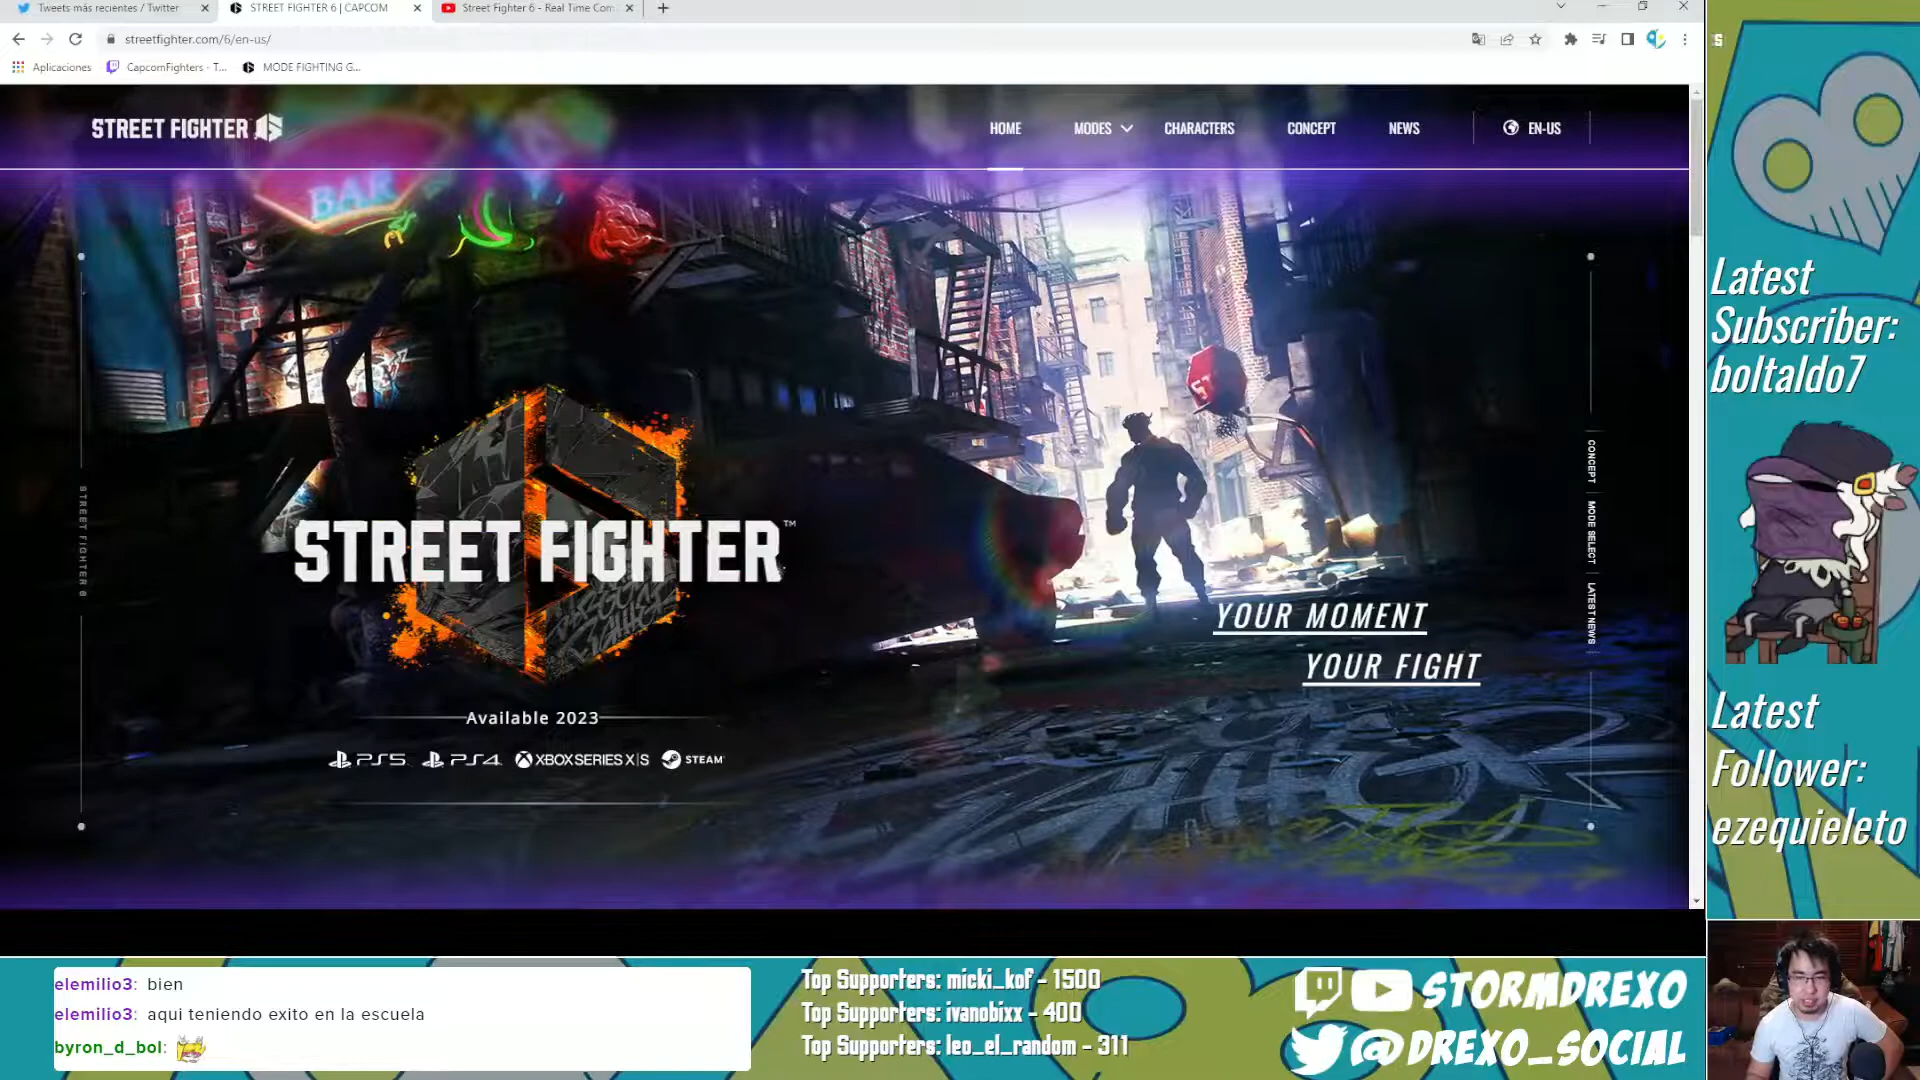 Tweets más recientes / Twitter
STREET FIGHTER 6 | CAPCOM
Street Fighter 6 - Real Time Com
streetfighter.com/6/en-us/
Aplicaciones
CapcomFighters - T...
MODE FIGHTING G...
STREET FIGHTER 6
HOME
MODES
CHARACTERS
CONCEPT
NEWS
EN-US
BAR
STREET FIGHTER 6
STREET FIGHTER™
YOUR MOMENT
YOUR FIGHT
Available 2023
PS5
PS4
XBOX SERIES X|S
STEAM
CONCEPT
MODE SELECT
LATEST NEWS
S
Latest
Subscriber:
boltaldo7
Latest
Follower:
ezequieleto
elemilio3: bien
elemilio3: aqui teniendo exito en la escuela
byron_d_bol:
Top Supporters: micki_kof - 1500
Top Supporters: ivanobixx - 400
Top Supporters: leo_el_random - 311
STORMDREXO
@DREXO_SOCIAL